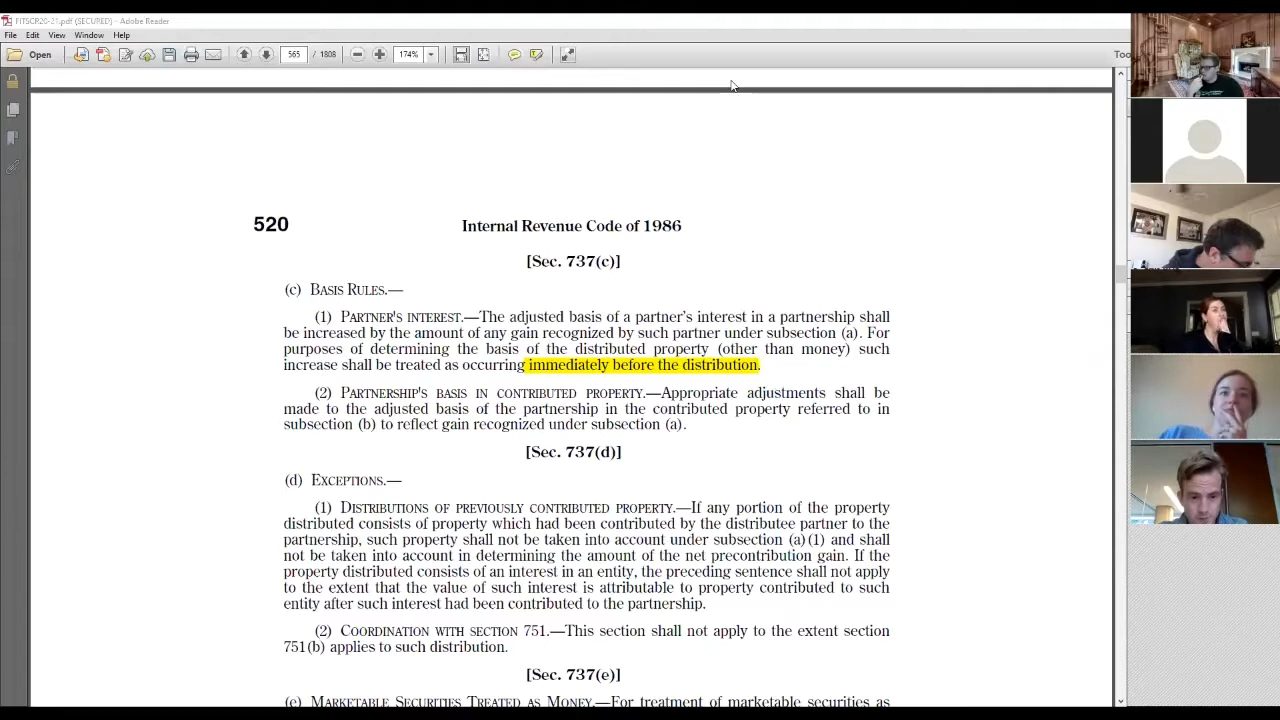 FITSCR20-21.pdf (SECURED) - Adobe Reader
File Edit View Window Help
Open 565 / 1808 174% Too
520 Internal Revenue Code of 1986
[Sec. 737(c)]
(c) BASIS RULES.—
(1) PARTNER'S INTEREST.—The adjusted basis of a partner's interest in a partnership shall
be increased by the amount of any gain recognized by such partner under subsection (a). For
purposes of determining the basis of the distributed property (other than money) such
increase shall be treated as occurring immediately before the distribution.
(2) PARTNERSHIP'S BASIS IN CONTRIBUTED PROPERTY.—Appropriate adjustments shall be
made to the adjusted basis of the partnership in the contributed property referred to in
subsection (b) to reflect gain recognized under subsection (a).
[Sec. 737(d)]
(d) EXCEPTIONS.—
(1) DISTRIBUTIONS OF PREVIOUSLY CONTRIBUTED PROPERTY.—If any portion of the property
distributed consists of property which had been contributed by the distributee partner to the
partnership, such property shall not be taken into account under subsection (a)(1) and shall
not be taken into account in determining the amount of the net precontribution gain. If the
property distributed consists of an interest in an entity, the preceding sentence shall not apply
to the extent that the value of such interest is attributable to property contributed to such
entity after such interest had been contributed to the partnership.
(2) COORDINATION WITH SECTION 751.—This section shall not apply to the extent section
751(b) applies to such distribution.
[Sec. 737(e)]
(e) MARKETABLE SECURITIES TREATED AS MONEY.—For treatment of marketable securities as